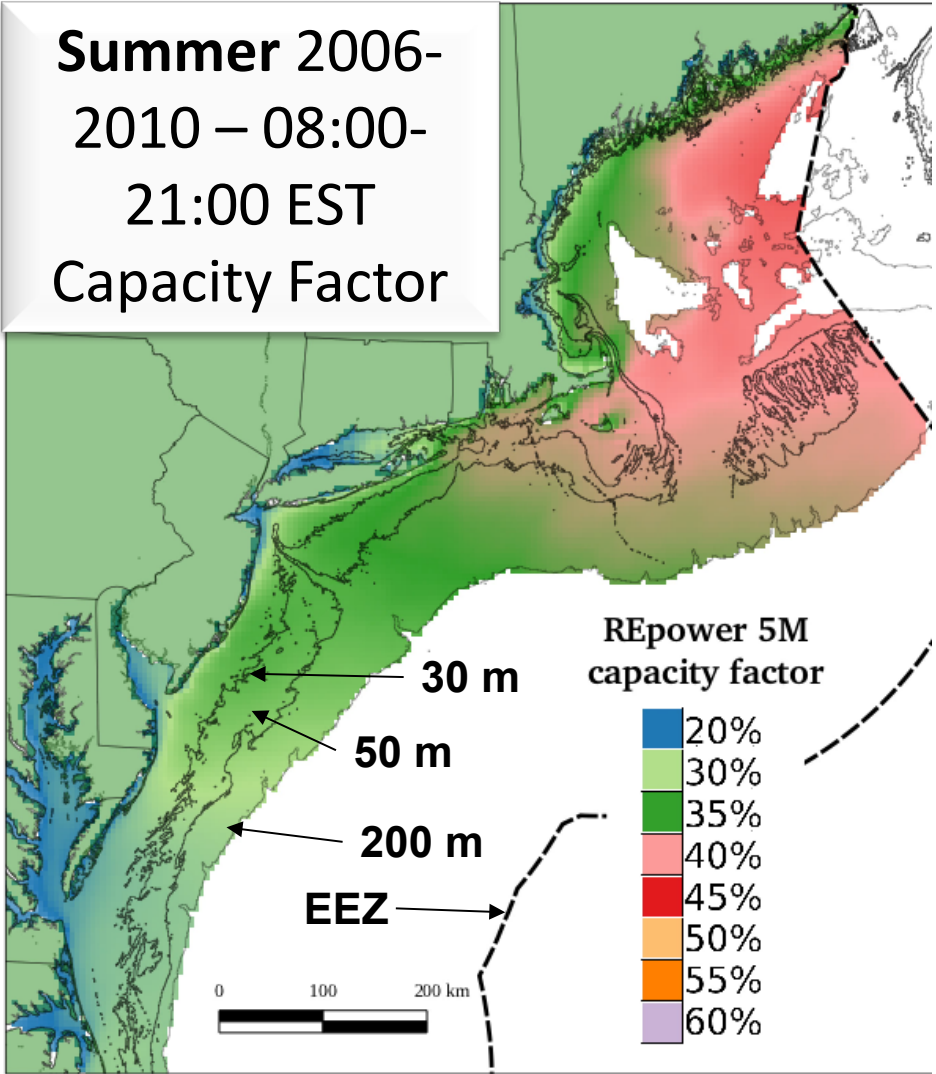 Summer 2006-
2010 – 08:00-
21:00 EST
Capacity Factor
30 m
50 m
200 m
EEZ
0 100 200 km
REpower 5M
capacity factor
20%
30%
35%
40%
45%
50%
55%
60%